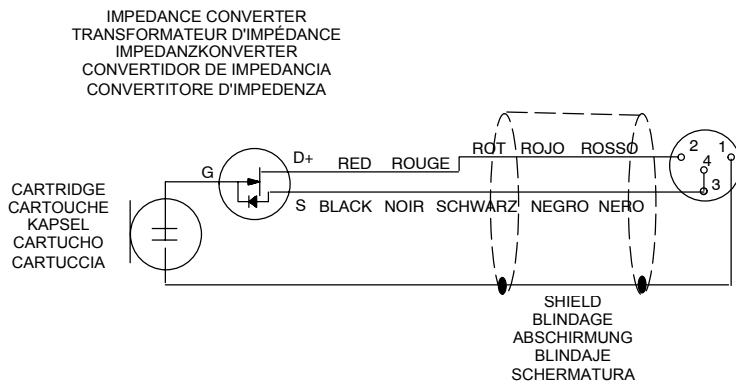 IMPEDANCE CONVERTER
TRANSFORMATEUR D'IMPÉDANCE
IMPEDANZKONVERTER
CONVERTIDOR DE IMPEDANCIA
CONVERTITORE D'IMPEDENZA
G
D+
RED ROUGE ROT ROJO ROSSO
S BLACK NOIR SCHWARZ NEGRO NERO
2 1
4
3
CARTRIDGE
CARTOUCHE
KAPSEL
CARTUCHO
CARTUCCIA
SHIELD
BLINDAGE
ABSCHIRMUNG
BLINDAJE
SCHERMATURA